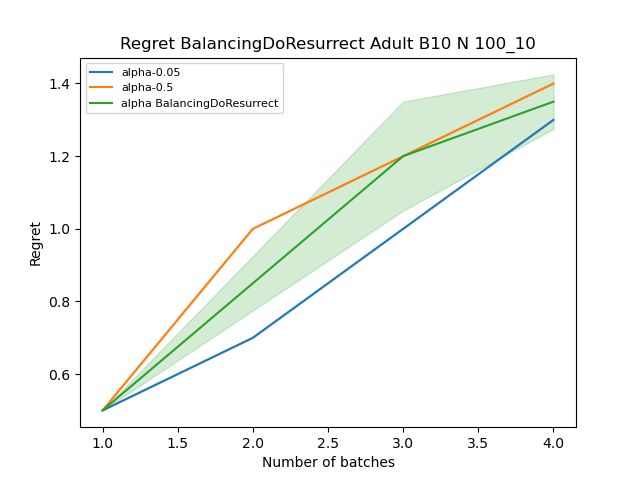 Regret BalancingDoResurrect Adult B10 N 100_10
alpha-0.05
alpha-0.5
alpha BalancingDoResurrect
Regret
1.4
1.2
1.0
0.8
0.6
1.0
1.5
2.0
2.5
3.0
3.5
4.0
Number of batches